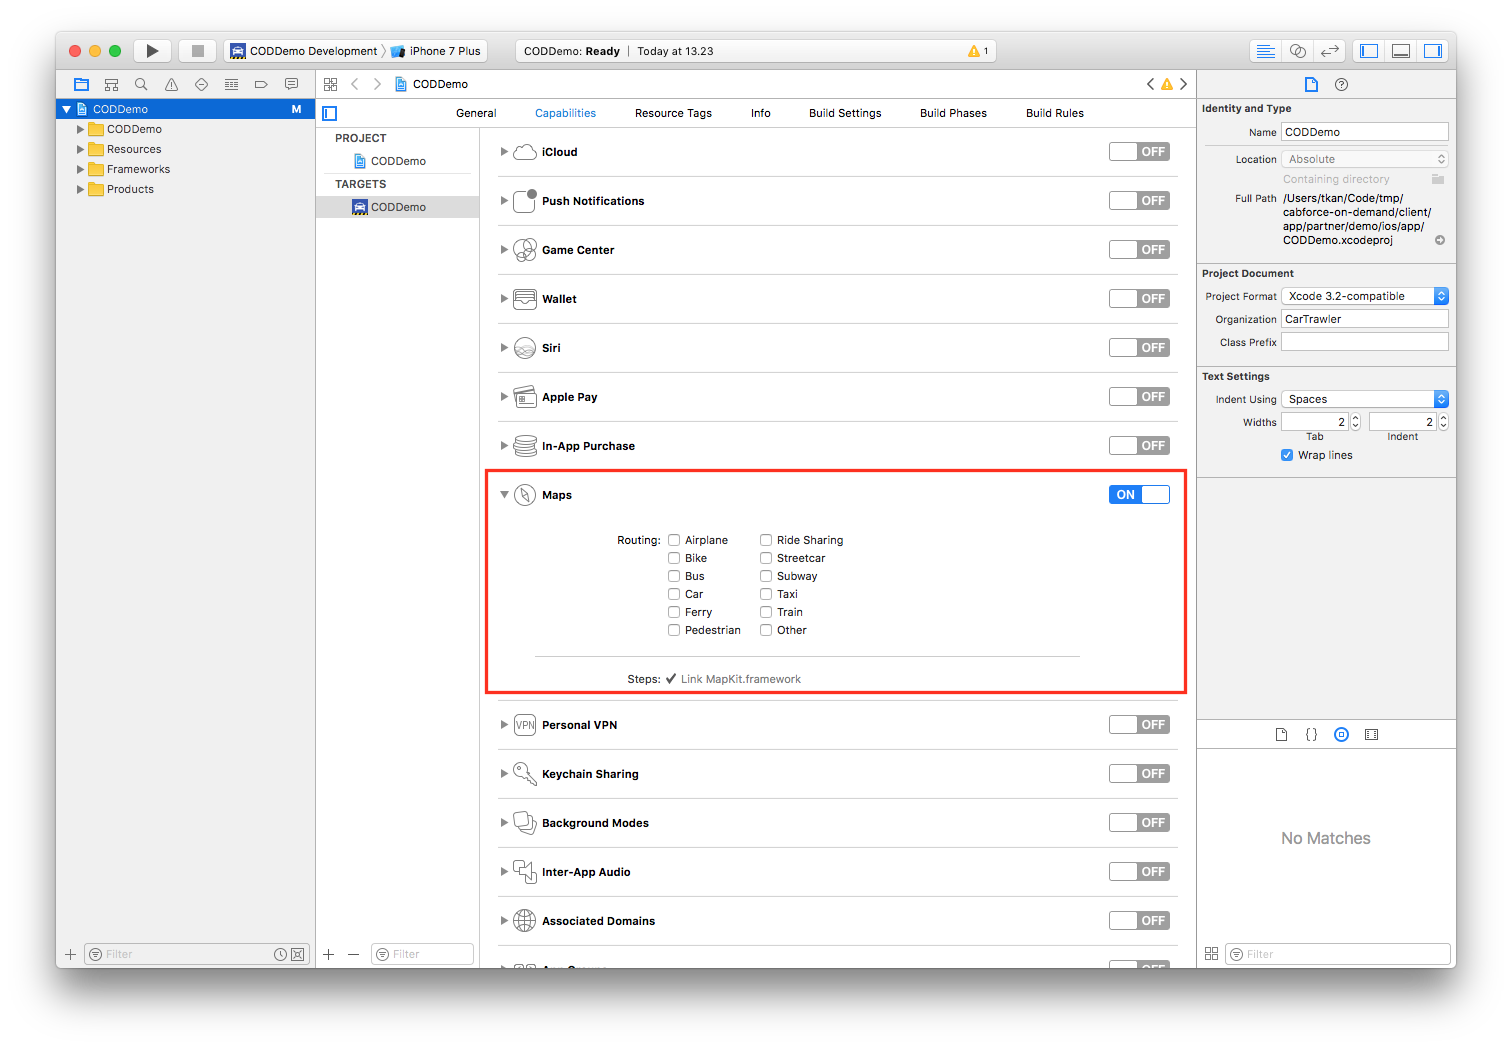 CODDemo Development
iPhone 7 Plus
CODDemo: Ready | Today at 13.23
1
CODDemo
M
CODDemo
Resources
Frameworks
Products
Filter
CODDemo
General
Capabilities
Resource Tags
Info
Build Settings
Build Phases
Build Rules
PROJECT
CODDemo
TARGETS
CODDemo
Filter
iCloud
OFF
Push Notifications
OFF
Game Center
OFF
Wallet
OFF
Siri
OFF
Apple Pay
OFF
In-App Purchase
OFF
Maps
ON
Routing:
Airplane
Ride Sharing
Bike
Streetcar
Bus
Subway
Car
Taxi
Ferry
Train
Pedestrian
Other
Steps: ✔ Link MapKit.framework
VPN
Personal VPN
OFF
Keychain Sharing
OFF
Background Modes
OFF
Inter-App Audio
OFF
Associated Domains
OFF
OFF
Identity and Type
Name CODDemo
Location Absolute
Containing directory
Full Path /Users/tkan/Code/tmp/
cabforce-on-demand/client/
app/partner/demo/ios/app/
CODDemo.xcodeproj
Project Document
Project Format Xcode 3.2-compatible
Organization CarTrawler
Class Prefix
Text Settings
Indent Using Spaces
Widths 2 2
Tab Indent
Wrap lines
{ }
No Matches
Filter